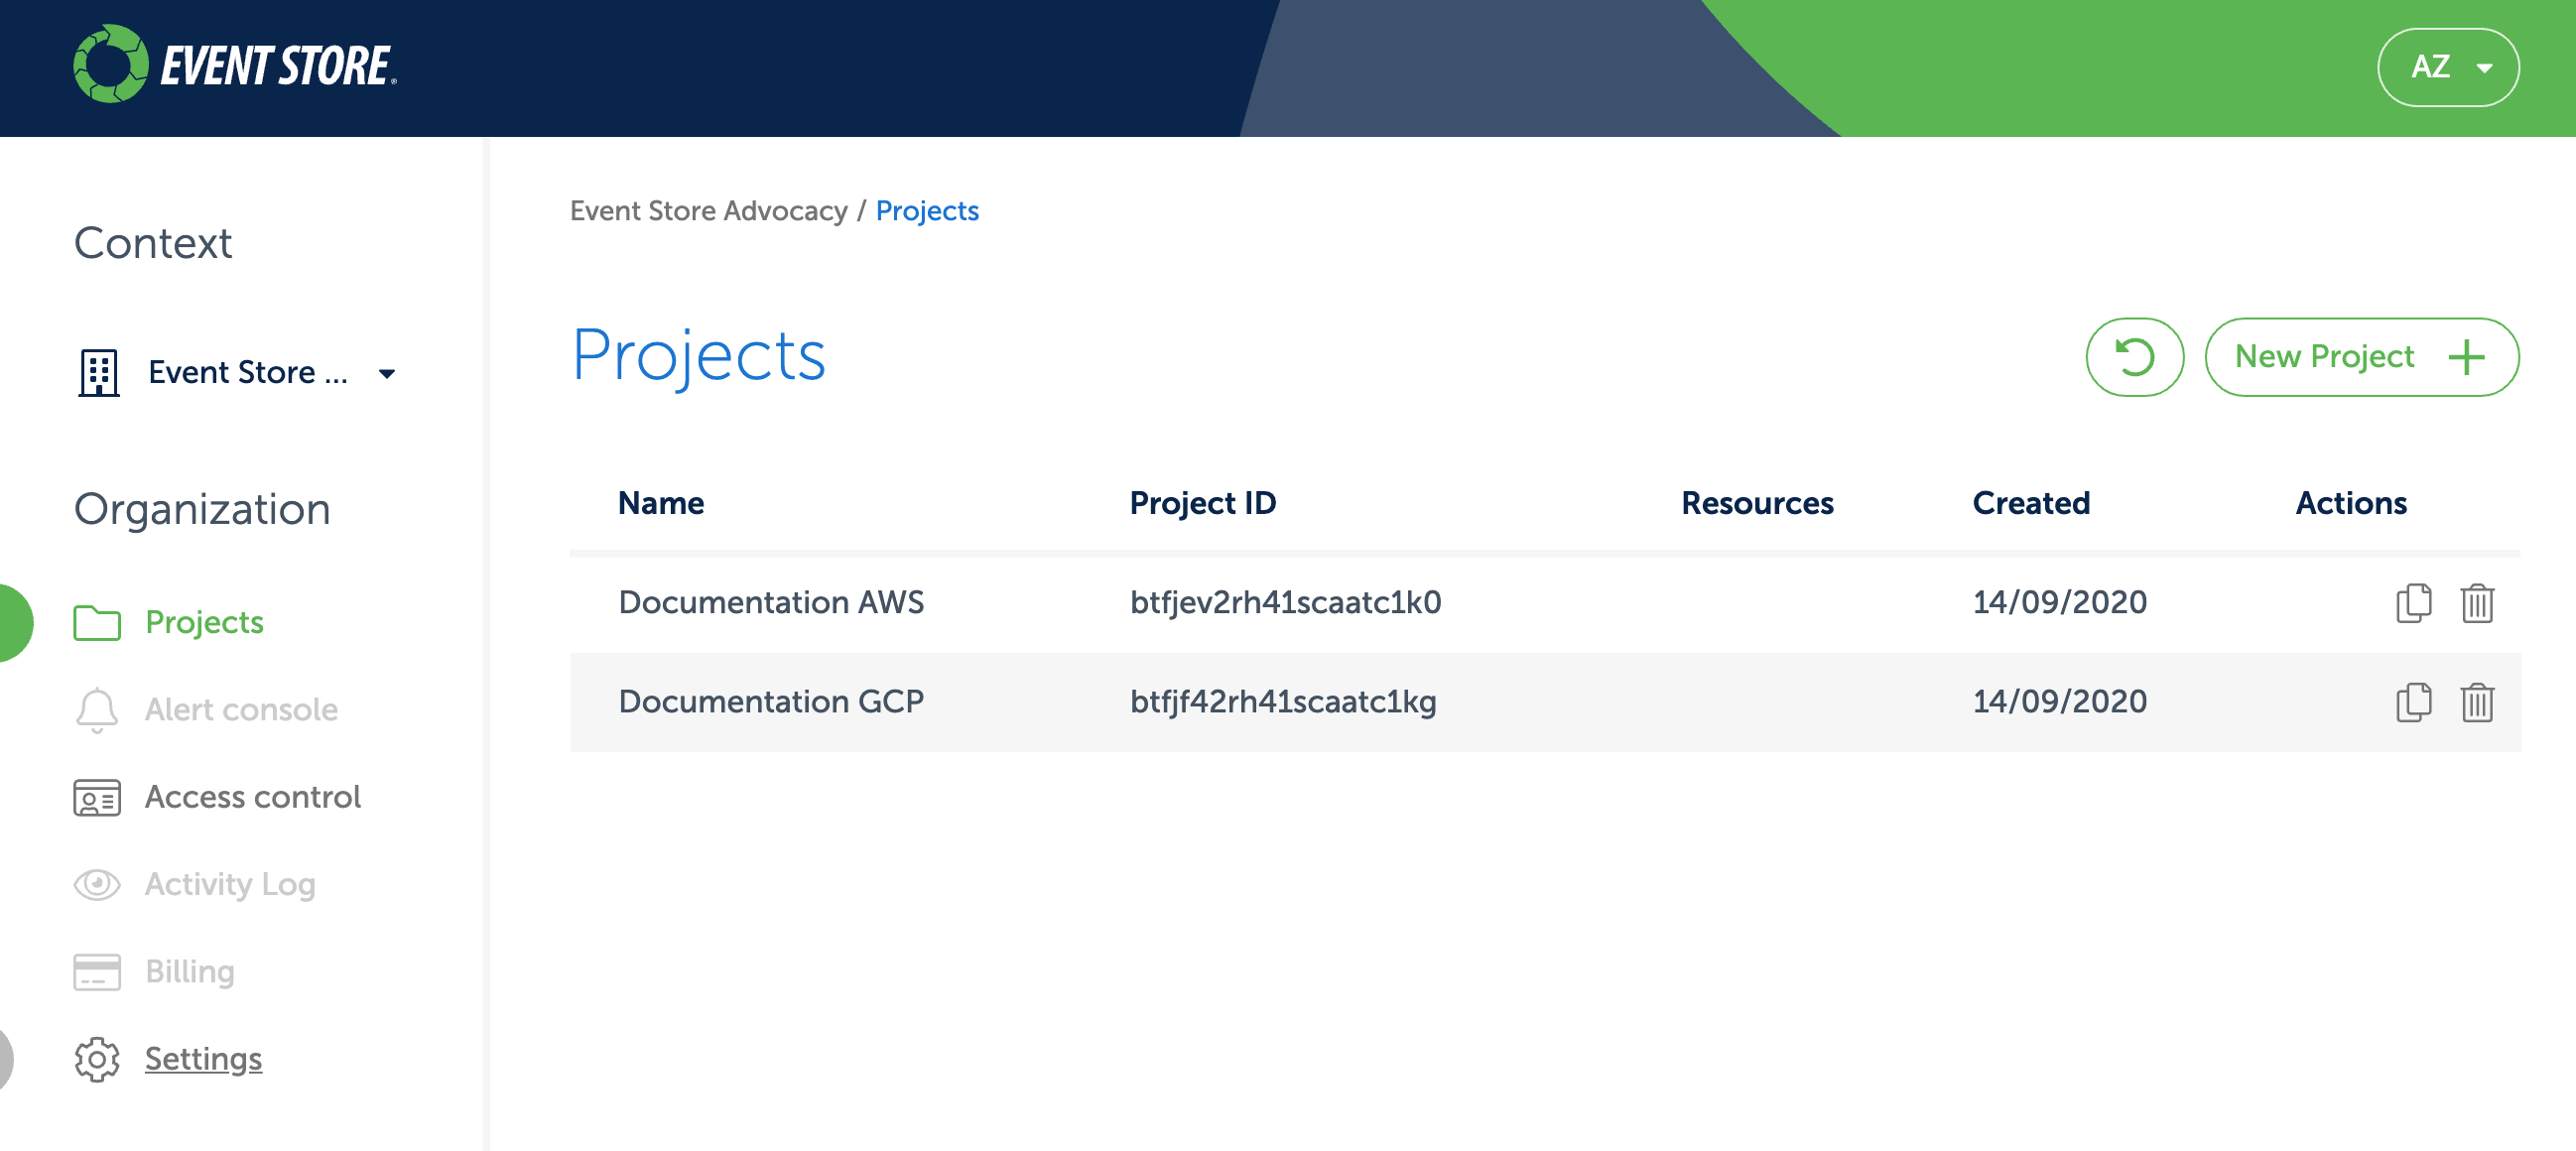 EVENT STORE
AZ
Context
Event Store ...
Organization
Projects
Alert console
Access control
Activity Log
Billing
Settings
Event Store Advocacy / Projects
Projects
New Project
Name Project ID Resources Created Actions
Documentation AWS btfjev2rh41scaatc1k0 14/09/2020
Documentation GCP btfjf42rh41scaatc1kg 14/09/2020